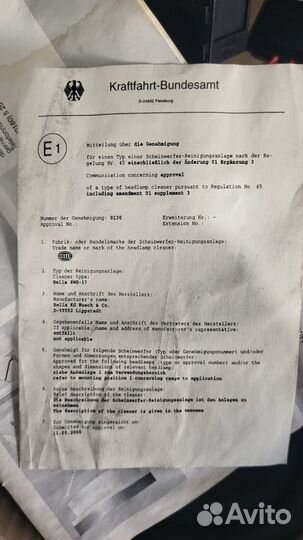 Kraftfahrt-Bundesamt
D-24932 Flensburg
E1
Mitteilung über die Genehmigung
für einen Typ einer Scheinwerfer-Reinigungsanlage nach der Re-
gelung Nr. 45 einschließlich der Änderung 01 Ergänzung 3
Communication concerning approval
of a type of headlamp cleaner pursuant to Regulation No. 45
including amendment 01 supplement 3
Nummer der Genehmigung: 0130 Erweiterung Nr.: -
Approval No.: Extension No.:
1. Fabrik- oder Handelsmarke der Scheinwerfer-Reinigungsanlage:
Trade name or mark of the headlamp cleaner:
2. Typ der Reinigungsanlage:
Cleaner type:
Hella SWS-17
3. Name und Anschrift des Herstellers:
Manufacturer's name:
Hella KG Hueck & Co.
D-59552 Lippstadt
4. Gegebenenfalls Name und Anschrift des Vertreters des Herstellers:
If applicable, name and address of manufacturer's representative:
entfällt
not applicable
5. Genehmigt für folgende Scheinwerfer (Typ oder Genehmigungsnummer) und/oder
Formen und Abmessungen entsprechender Scheinwerfer:
Approved for the following headlamps (type or approval number) and/or the
shapes and dimensions of relevant headlamp
siehe Anbaulage 1 zum Verwendungsbereich
refer to mounting position 1 concerning range to application
6. Kurze Beschreibung der Reinigungsanlage:
Brief description of the cleaner:
Die Beschreibung der Scheinwerfer-Reinigungsanlage ist den Anlagen zu
entnehmen
The description of the cleaner is given in the annexes
7. Zur Genehmigung eingereicht am:
Submitted for approval on:
11.05.2000
Avito